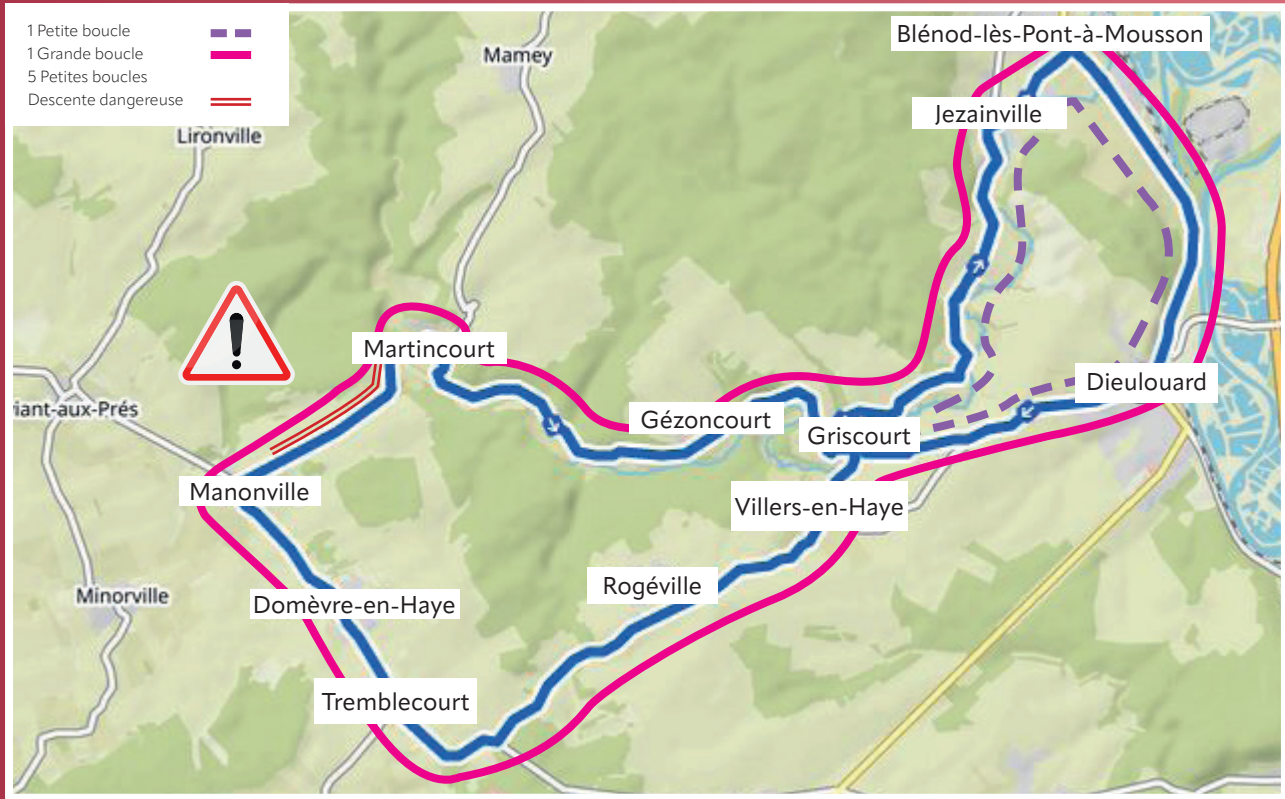 1 Petite boucle
1 Grande boucle
5 Petites boucles
Descente dangereuse
Blénod-lès-Pont-à-Mousson
Mamey
Jezainville
Lironville
Martincourt
Dieulouard
viant-aux-Prés
Gézoncourt
Griscourt
Manonville
Villers-en-Haye
Rogéville
Minorville
Domèvre-en-Haye
Tremblecourt